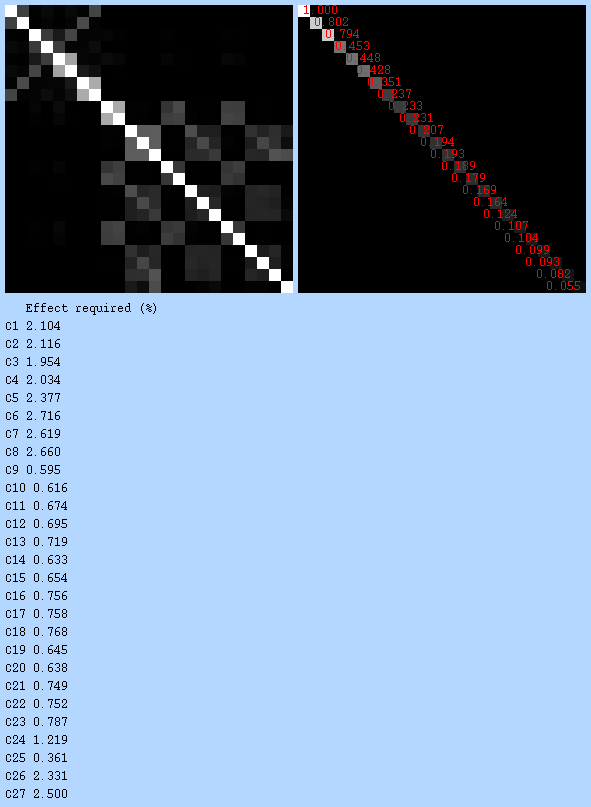 1.000
0.802
0.794
0.453
0.448
0.428
0.351
0.237
0.233
0.231
0.207
0.194
0.193
0.189
0.179
0.169
0.164
0.124
0.107
0.104
0.099
0.093
0.082
0.055
Effect required (%)
C1 2.104
C2 2.116
C3 1.954
C4 2.034
C5 2.377
C6 2.716
C7 2.619
C8 2.660
C9 0.595
C10 0.616
C11 0.674
C12 0.695
C13 0.719
C14 0.633
C15 0.654
C16 0.756
C17 0.758
C18 0.768
C19 0.645
C20 0.638
C21 0.749
C22 0.752
C23 0.787
C24 1.219
C25 0.361
C26 2.331
C27 2.500